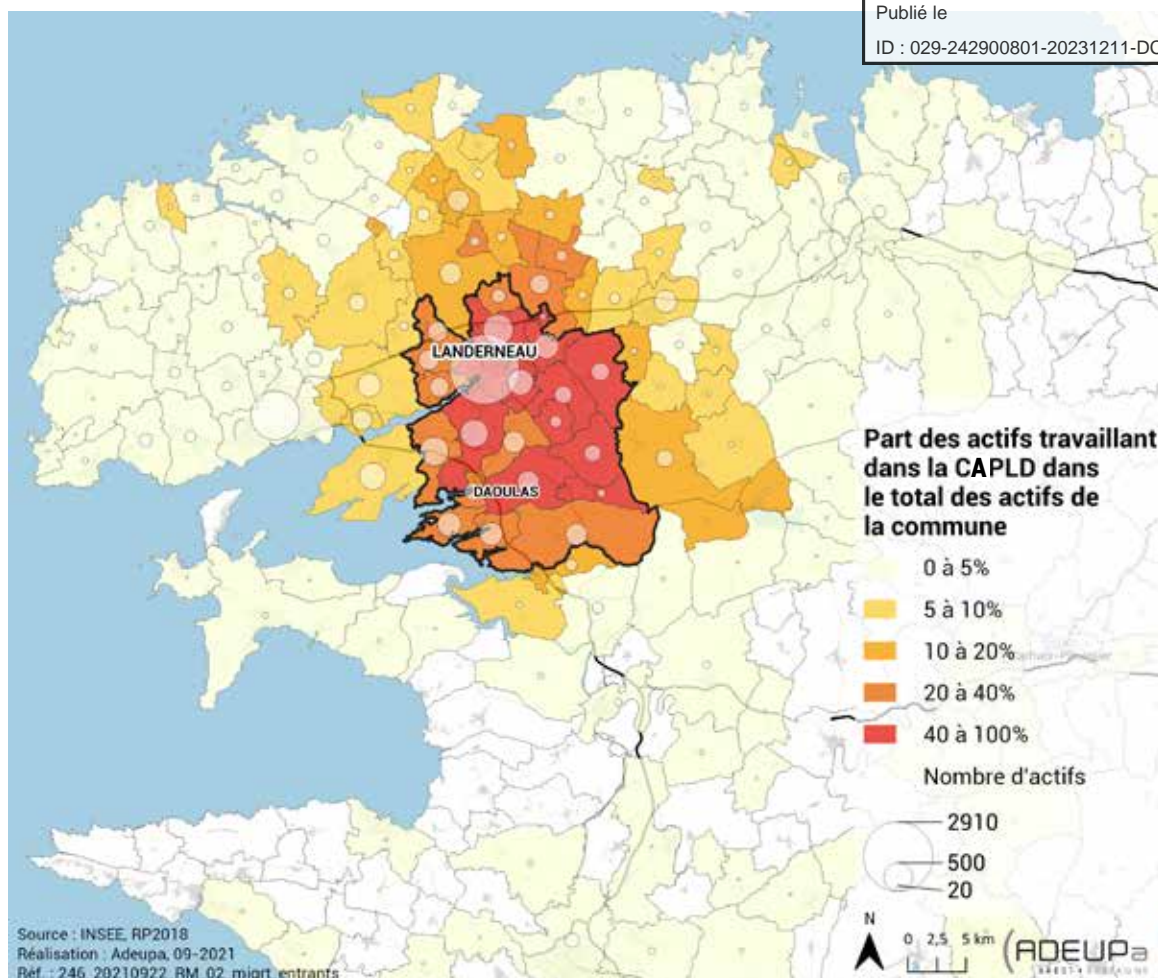 Publié le
ID : 029-242900801-20231211-DC
LANDERNEAU
DAOULAS
Part des actifs travaillant
dans la CAPLD dans
le total des actifs de
la commune
0 à 5%
5 à 10%
10 à 20%
20 à 40%
40 à 100%
Nombre d'actifs
2910
500
20
N
0 2,5 5 km
ADEUPa
Source : INSEE, RP2018
Réalisation : Adeupa, 09-2021
Réf. : 246_20210922_RM_02_migrt_entrants